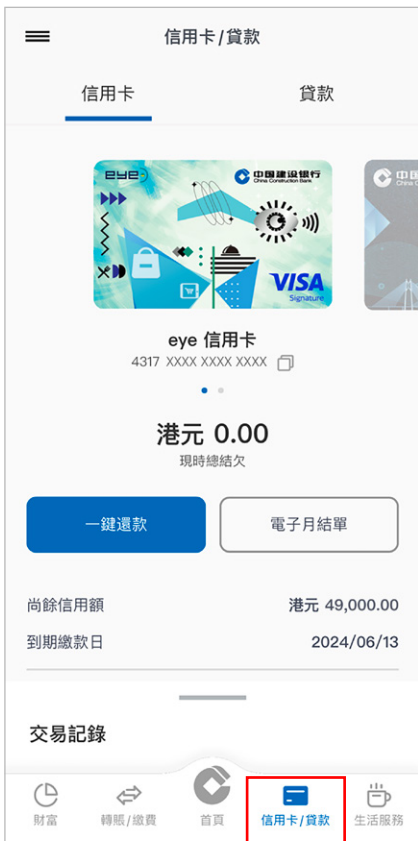 信用卡/貸款
信用卡
貸款
eye
中国建设银行
China Construction Bank
VISA
Signature
中国
China C
eye 信用卡
4317 XXXX XXXX XXXX
港元 0.00
現時總結欠
一鍵還款
電子月結單
尚餘信用額
港元 49,000.00
到期繳款日
2024/06/13
交易記錄
財富
轉賬/繳費
首頁
信用卡/貸款
生活服務